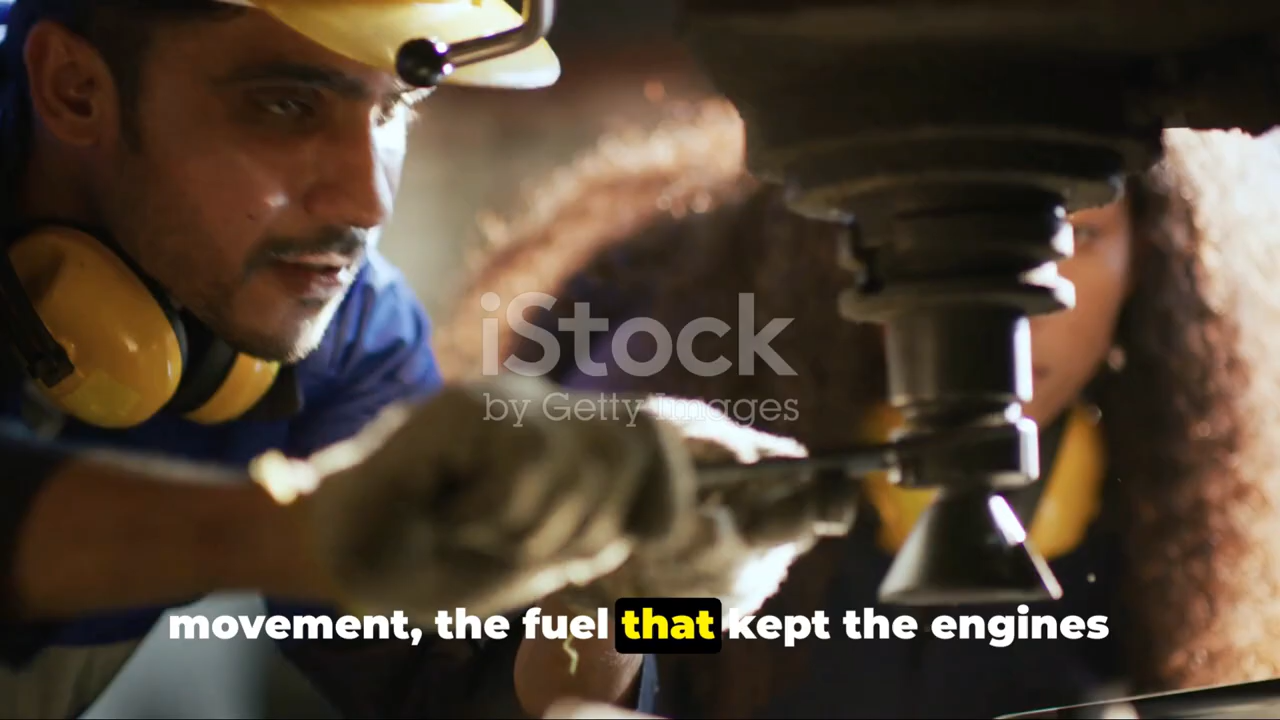 iStock
by Getty Images
movement, the fuel that kept the engines